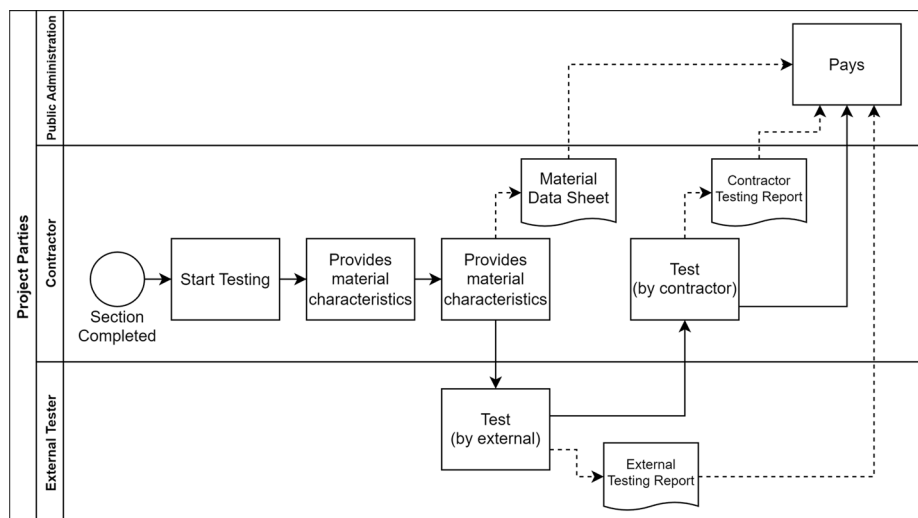 Project Parties
Public Administration
Pays
Contractor
Section
Completed
Start Testing
Provides
material
characteristics
Provides
material
characteristics
Material
Data Sheet
Test
(by contractor)
Contractor
Testing Report
External Tester
Test
(by external)
External
Testing Report